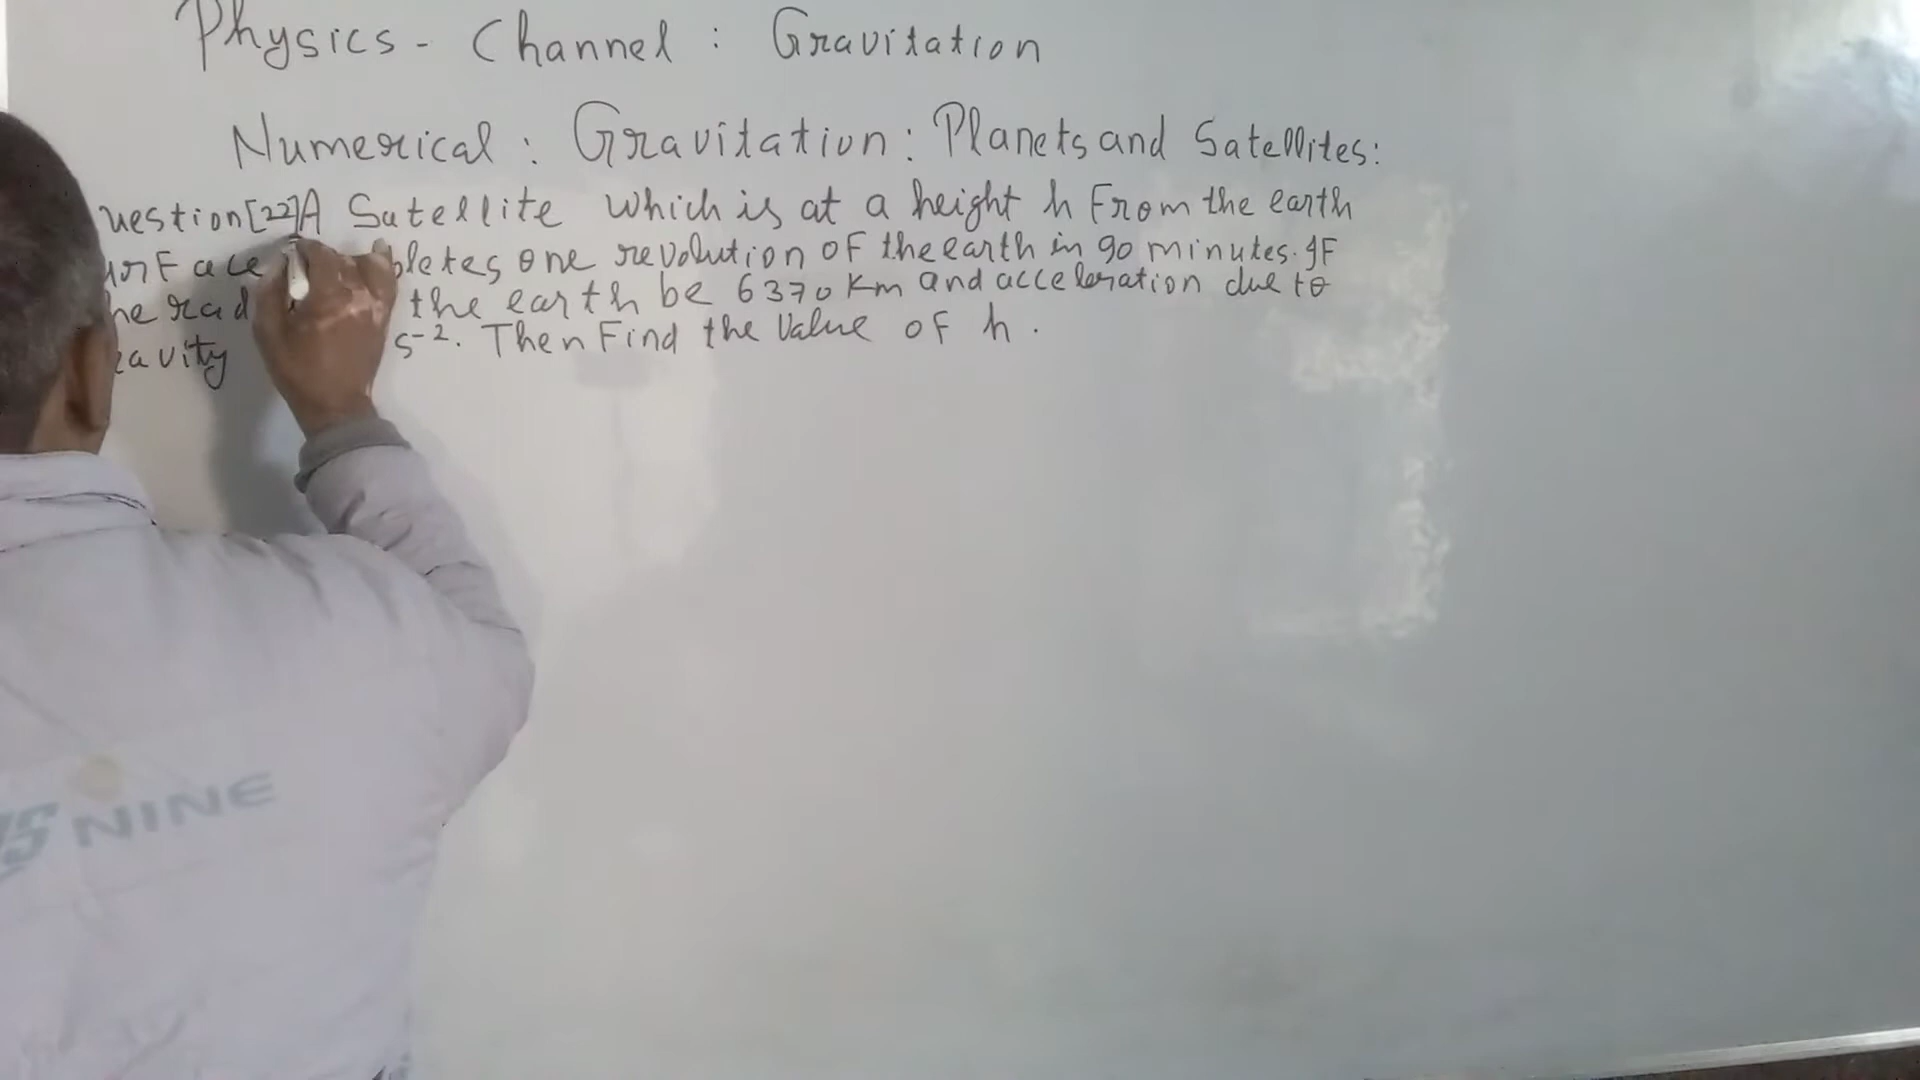 Physics - Channel : Gravitation
Numerical : Gravitation : Planets and Satellites:
uestion [22] A Satellite which is at a height h From the earth
urFace pletes one revolution oF the earth in 90 minutes. IF
he rad the earth be 6370 Km and acceleration due to
ravity s-2. Then Find the Value oF h.
NINE